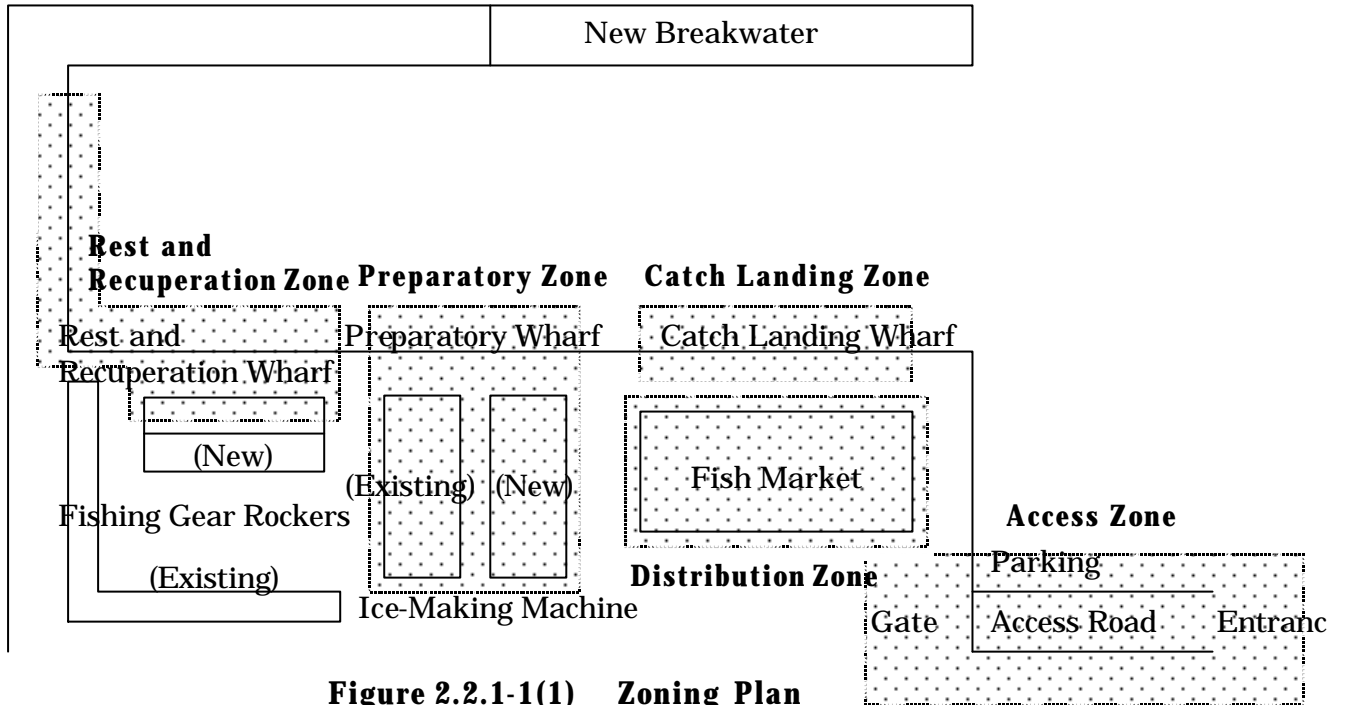 New Breakwater
Rest and
Recuperation Zone
Preparatory Zone
Catch Landing Zone
Rest and
Recuperation Wharf
Preparatory Wharf
Catch Landing Wharf
(New)
(Existing)
(New)
Fish Market
Fishing Gear Rockers
(Existing)
Ice-Making Machine
Distribution Zone
Access Zone
Parking
Gate
Access Road
Entranc
Figure 2.2.1-1(1) Zoning Plan